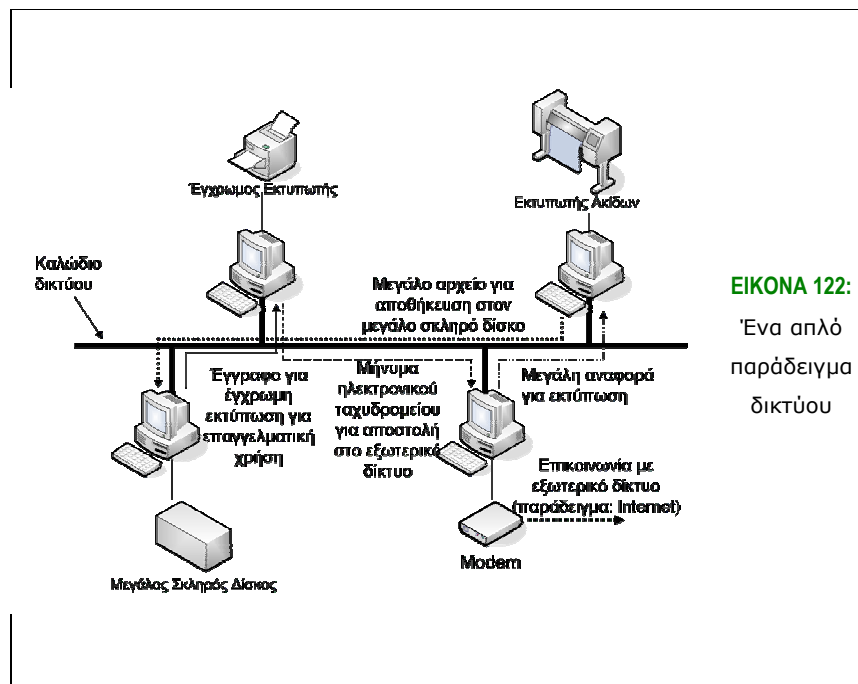 Έγχρωμος Εκτυπωτής
Εκτυπωτής Ακίδων
Καλώδιο
δικτύου
Μεγάλο αρχείο για
αποθήκευση στον
μεγάλο σκληρό δίσκο
Έγγραφο για
έγχρωμη
εκτύπωση για
επαγγελματική
χρήση
Μήνυμα
ηλεκτρονικού
ταχυδρομείου
για αποστολή
στο εξωτερικό
δίκτυο
Μεγάλη αναφορά
για εκτύπωση
Επικοινωνία με
εξωτερικό δίκτυο
(παράδειγμα: Internet)
Modem
Μεγάλος Σκληρός Δίσκος
ΕΙΚΟΝΑ 122:
Ένα απλό
παράδειγμα
δικτύου